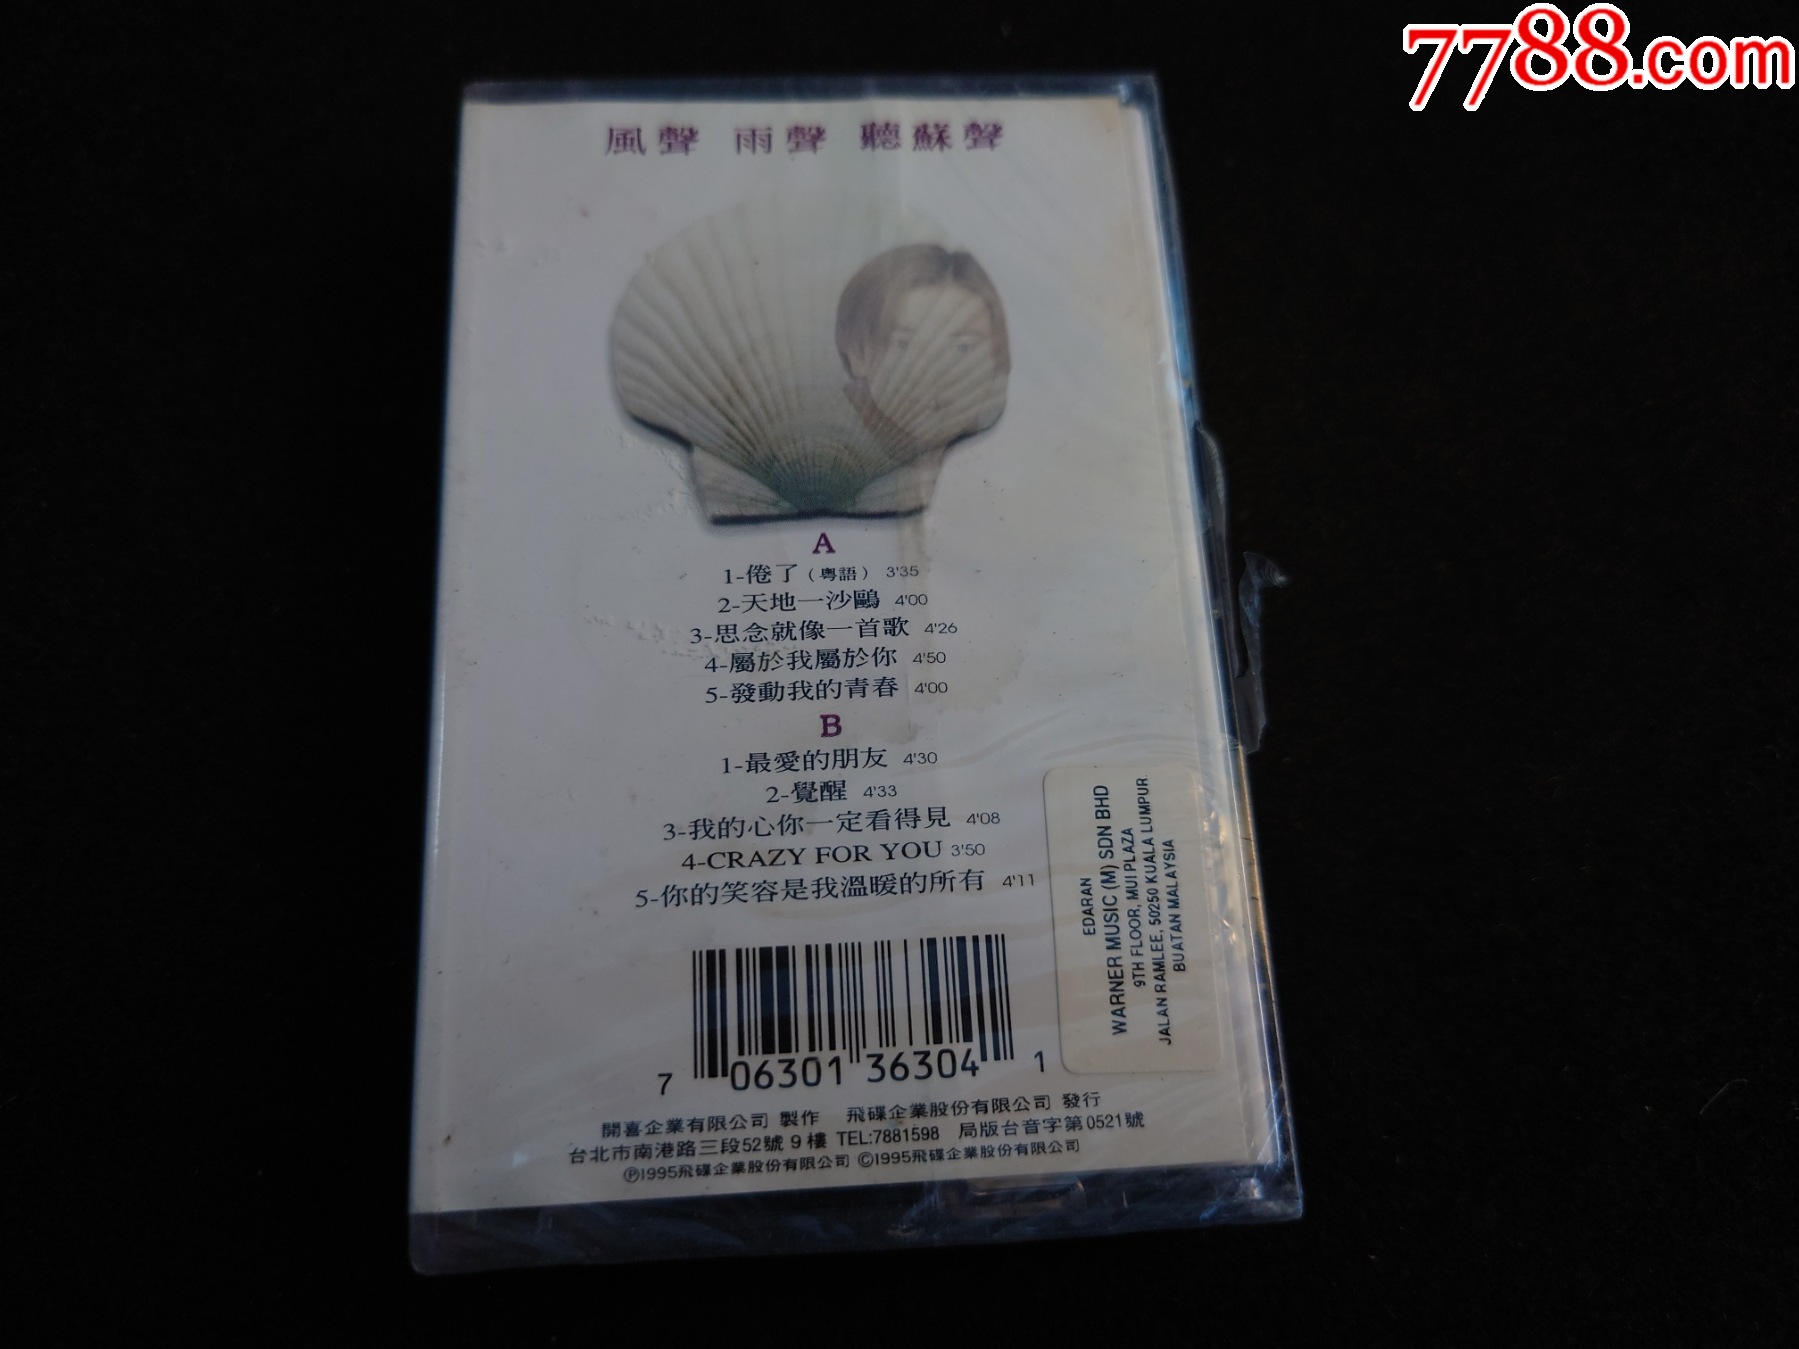 7788.com
風聲 雨聲 聽蘇聲
A
1-倦了（粵語） 3'35
2-天地一沙鷗 4'00
3-思念就像一首歌 4'26
4-屬於我屬於你 4'50
5-發動我的青春 4'00
B
1-最愛的朋友 4'30
2-覺醒 4'33
3-我的心你一定看得見 4'08
4-CRAZY FOR YOU 3'50
5-你的笑容是我溫暖的所有 4'11
EDARAN
WARNER MUSIC (M) SDN BHD
9TH FLOOR, MUI PLAZA
JALAN RAMLEE, 50250 KUALA LUMPUR
BUATAN MALAYSIA
7 06301 36304 1
開喜企業有限公司 製作 飛碟企業股份有限公司 發行
台北市南港路三段52號9樓 TEL:7881598 局版台音字第0521號
Ⓟ1995飛碟企業股份有限公司 ©1995飛碟企業股份有限公司